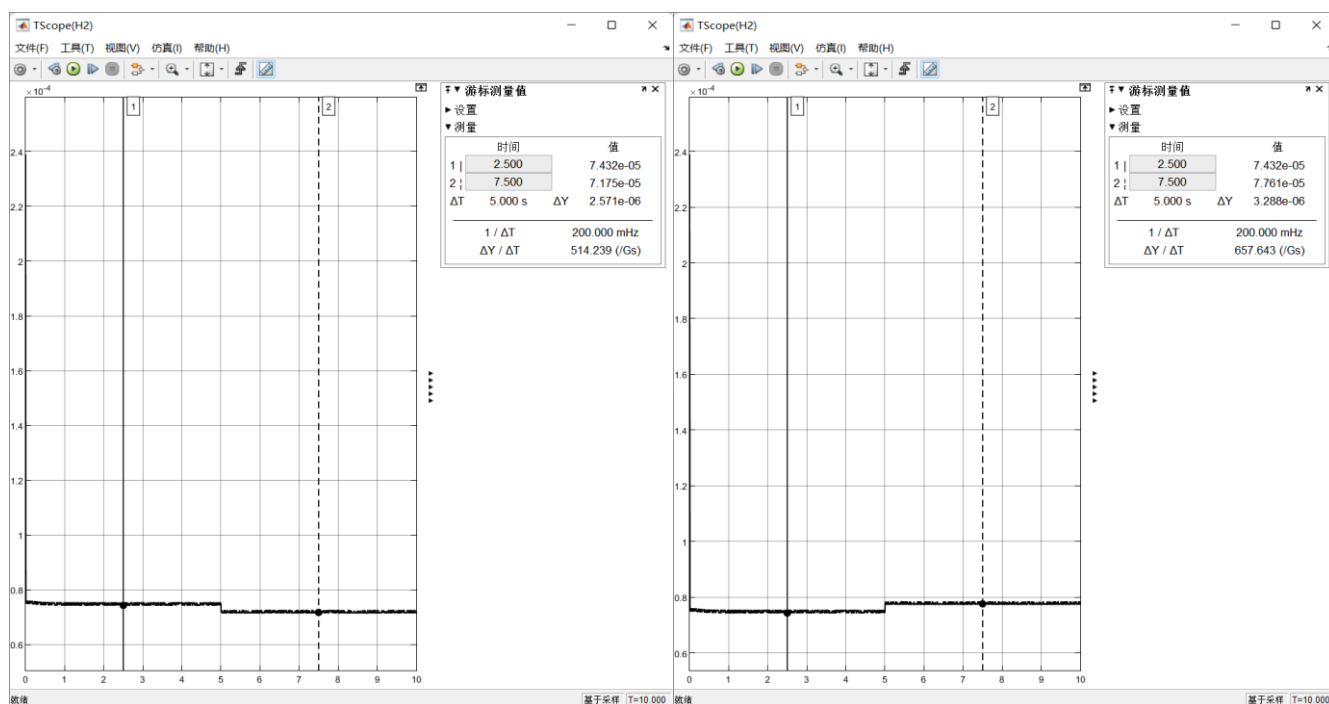 TScope(H2)
文件(F) 工具(T) 视图(V) 仿真(I) 帮助(H)
×10⁻⁴
1
2
2.4
2.2
2
1.8
1.6
1.4
1.2
1
0.8
0.6
0 1 2 3 4 5 6 7 8 9 10
游标测量值
设置
测量
时间 值
1 | 2.500 7.432e-05
2 ¦ 7.500 7.175e-05
ΔT 5.000 s ΔY 2.571e-06
1 / ΔT 200.000 mHz
ΔY / ΔT 514.239 (/Gs)
就绪 基于采样 T=10.000
TScope(H2)
文件(F) 工具(T) 视图(V) 仿真(I) 帮助(H)
×10⁻⁴
1
2
2.4
2.2
2
1.8
1.6
1.4
1.2
1
0.8
0.6
0 1 2 3 4 5 6 7 8 9 10
游标测量值
设置
测量
时间 值
1 | 2.500 7.432e-05
2 ¦ 7.500 7.761e-05
ΔT 5.000 s ΔY 3.288e-06
1 / ΔT 200.000 mHz
ΔY / ΔT 657.643 (/Gs)
就绪 基于采样 T=10.000